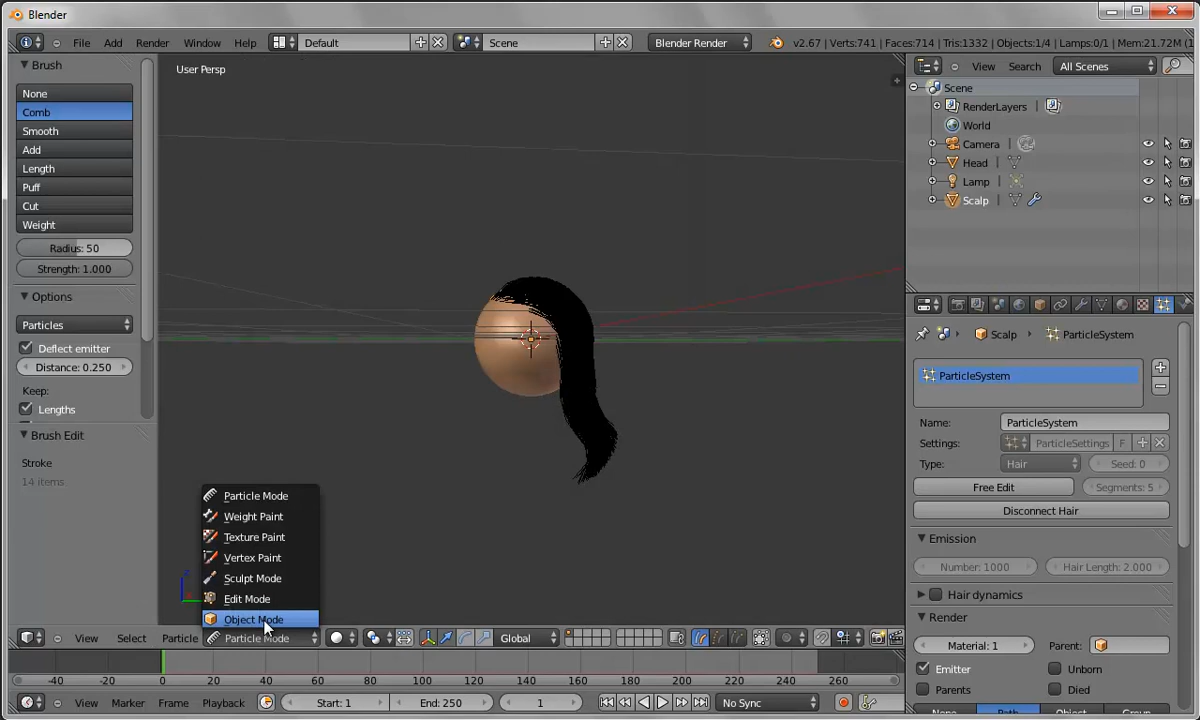 Blender
File Add Render Window Help Default Scene Blender Render v2.67 | Verts:741 | Faces:714 | Tris:1332 | Objects:1/4 | Lamps:0/1 | Mem:21.72M
Brush
None
Comb
Smooth
Add
Length
Puff
Cut
Weight
Radius: 50
Strength: 1.000
Options
Particles
Deflect emitter
Distance: 0.250
Keep:
Lengths
Brush Edit
Stroke
14 items
User Persp
Particle Mode
Weight Paint
Texture Paint
Vertex Paint
Sculpt Mode
Edit Mode
Object Mode
View Select Particle Particle Mode Global
-40 -20 0 20 40 60 80 100 120 140 160 180 200 220 240 260
View Marker Frame Playback Start: 1 End: 250 1 No Sync
View Search All Scenes
Scene
RenderLayers
World
Camera
Head
Lamp
Scalp
Scalp ParticleSystem
ParticleSystem
Name: ParticleSystem
Settings: ParticleSettings F
Type: Hair Seed: 0
Free Edit Segments: 5
Disconnect Hair
Emission
Number: 1000 Hair Length: 2.000
Hair dynamics
Render
Material: 1 Parent:
Emitter Unborn
Parents Died
None Path Object Group